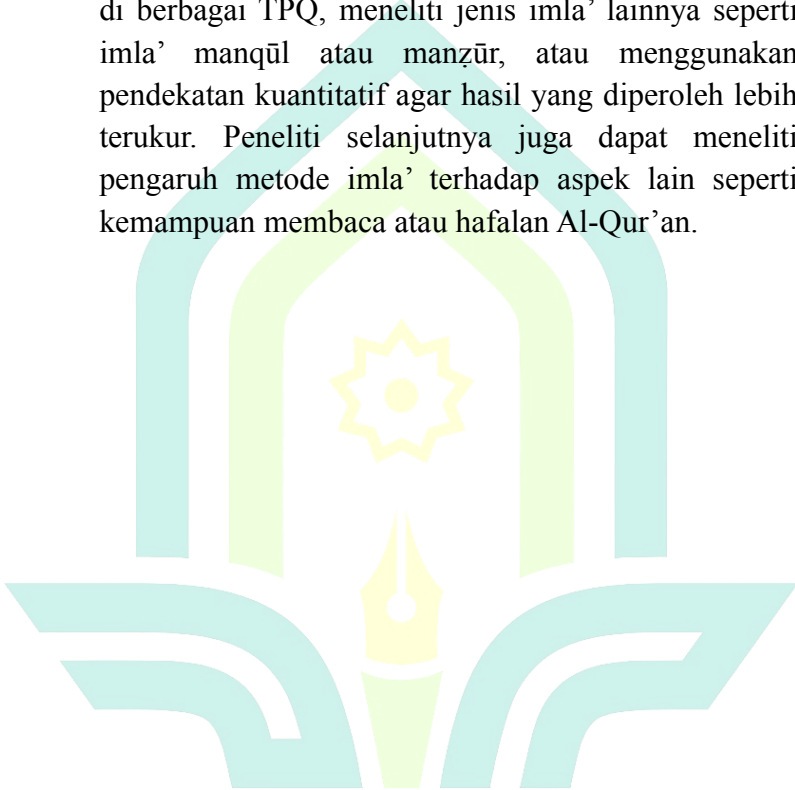 di berbagai TPQ, meneliti jenis imla’ lainnya seperti
imla’ manqūl atau manẓūr, atau menggunakan
pendekatan kuantitatif agar hasil yang diperoleh lebih
terukur. Peneliti selanjutnya juga dapat meneliti
pengaruh metode imla’ terhadap aspek lain seperti
kemampuan membaca atau hafalan Al-Qur’an.